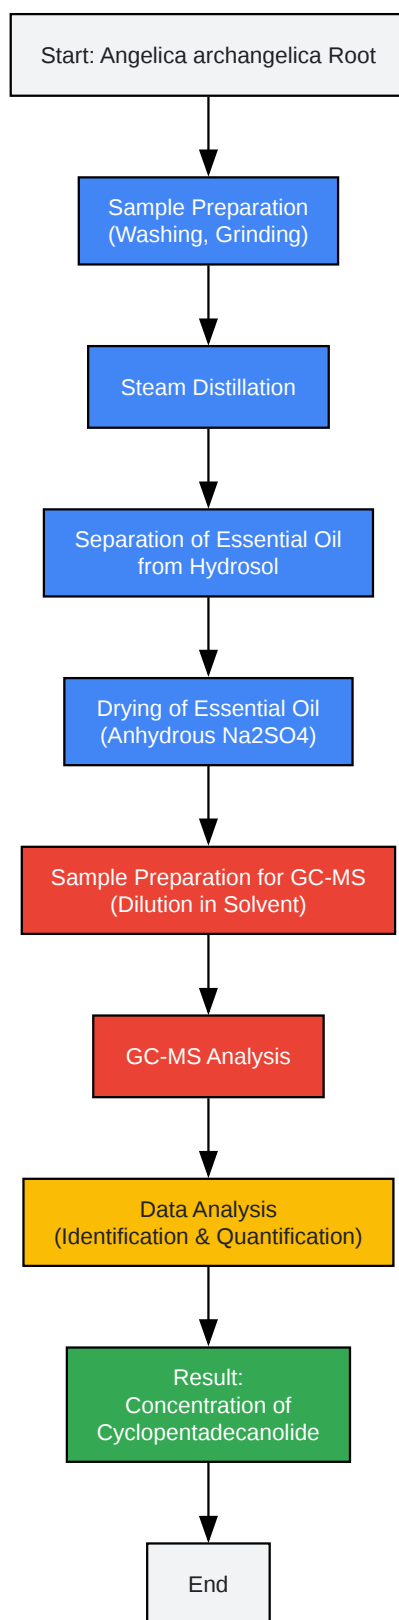 Start: Angelica archangelica Root
Sample Preparation
(Washing, Grinding)
Steam Distillation
Separation of Essential Oil
from Hydrosol
Drying of Essential Oil
(Anhydrous Na2SO4)
Sample Preparation for GC-MS
(Dilution in Solvent)
GC-MS Analysis
Data Analysis
(Identification & Quantification)
Result:
Concentration of
Cyclopentadecanolide
End